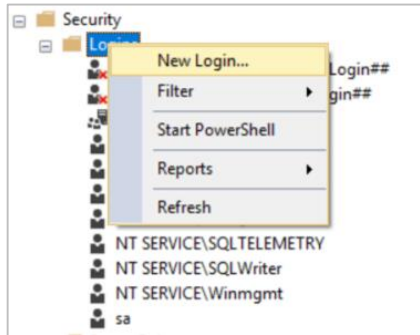 Security
Logins
New Login...
Login##
Filter
gin##
Start PowerShell
Reports
Refresh
NT SERVICE\SQLTELEMETRY
NT SERVICE\SQLWriter
NT SERVICE\Winmgmt
sa